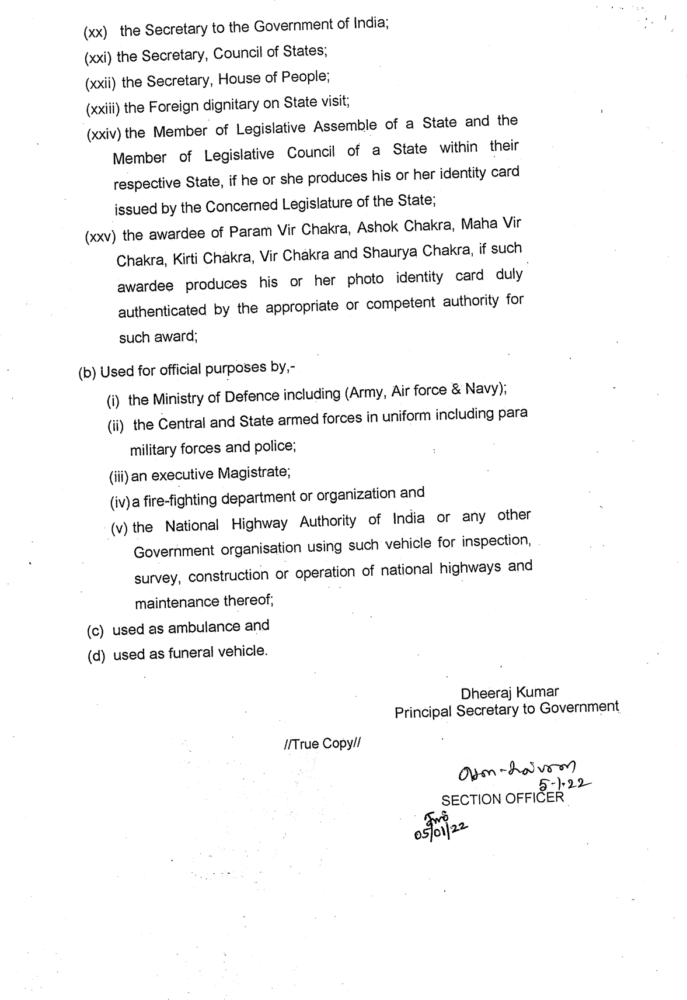 (xx) the Secretary to the Government of India;
(xxi) the Secretary, Council of States;
(xxii) the Secretary, House of People;
(xxiii) the Foreign dignitary on State visit;
(xxiv) the Member of Legislative Assemble of a State and the
Member of Legislative Council of a State within their
respective State, if he or she produces his or her identity card
issued by the Concerned Legislature of the State;
(xxv) the awardee of Param Vir Chakra, Ashok Chakra, Maha Vir
Chakra, Kirti Chakra, Vir Chakra and Shaurya Chakra, if such
awardee produces his or her photo identity card duly
authenticated by the appropriate or competent authority for
such award;
(b) Used for official purposes by,-
(i) the Ministry of Defence including (Army, Air force & Navy);
(ii) the Central and State armed forces in uniform including para
military forces and police;
(iii) an executive Magistrate;
(iv) a fire-fighting department or organization and
(v) the National Highway Authority of India or any other
Government organisation using such vehicle for inspection,
survey, construction or operation of national highways and
maintenance thereof;
(c) used as ambulance and
(d) used as funeral vehicle.
Dheeraj Kumar
Principal Secretary to Government
//True Copy//
5-1-22
SECTION OFFICER
05/01/22